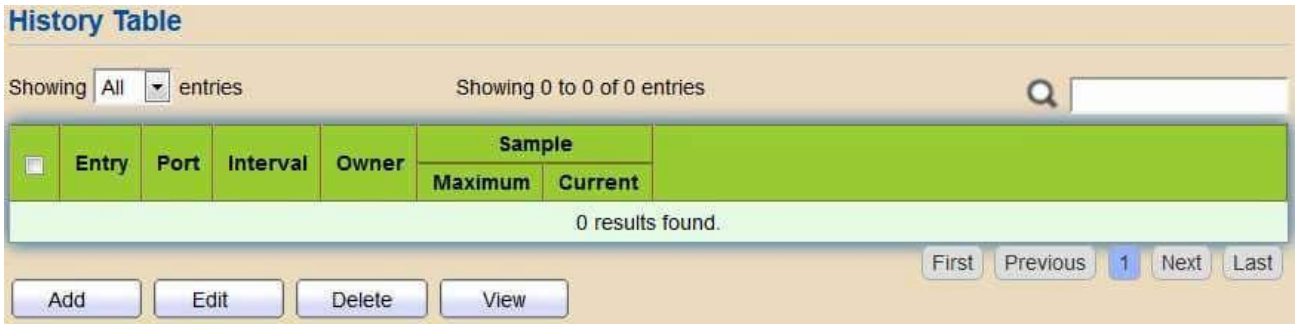 History Table
Showing All entries Showing 0 to 0 of 0 entries
Entry Port Interval Owner Sample
Maximum Current
0 results found.
First Previous 1 Next Last
Add Edit Delete View